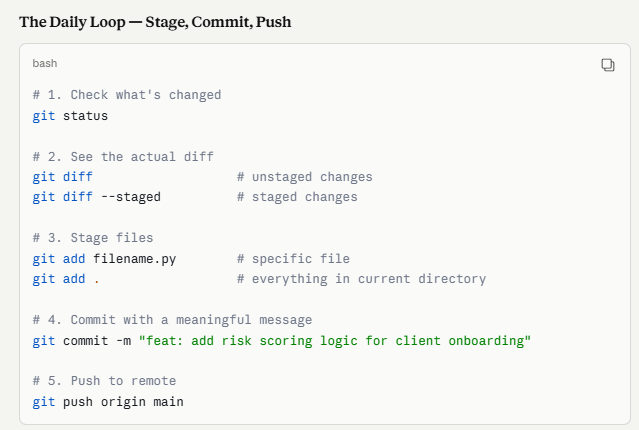 The Daily Loop — Stage, Commit, Push
bash
# 1. Check what's changed
git status
# 2. See the actual diff
git diff                   # unstaged changes
git diff --staged          # staged changes
# 3. Stage files
git add filename.py        # specific file
git add .                  # everything in current directory
# 4. Commit with a meaningful message
git commit -m "feat: add risk scoring logic for client onboarding"
# 5. Push to remote
git push origin main